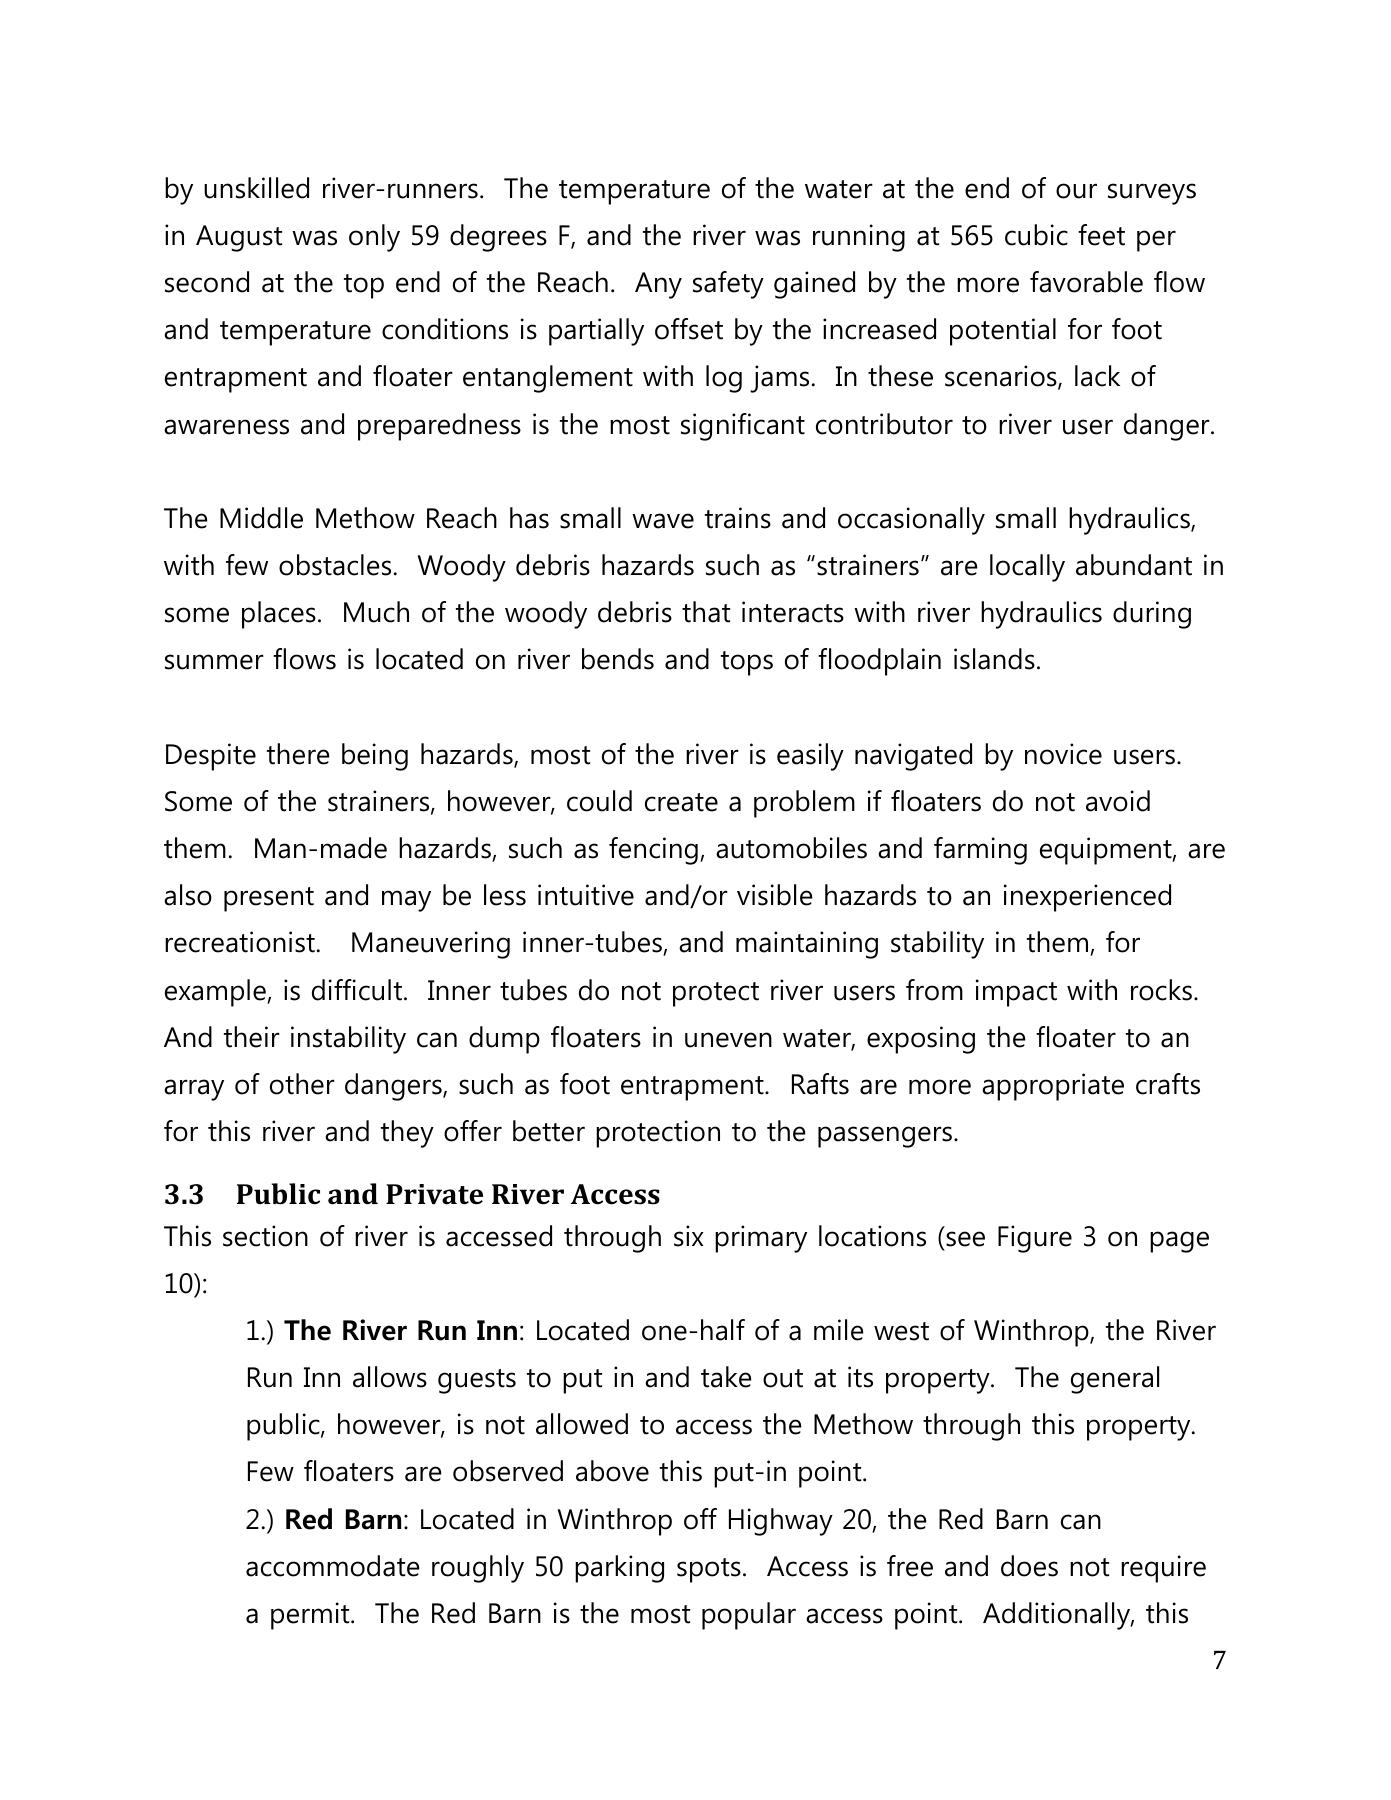 by unskilled river-runners.  The temperature of the water at the end of our surveys
in August was only 59 degrees F, and the river was running at 565 cubic feet per
second at the top end of the Reach.  Any safety gained by the more favorable flow
and temperature conditions is partially offset by the increased potential for foot
entrapment and floater entanglement with log jams.  In these scenarios, lack of
awareness and preparedness is the most significant contributor to river user danger.

The Middle Methow Reach has small wave trains and occasionally small hydraulics,
with few obstacles.  Woody debris hazards such as “strainers” are locally abundant in
some places.  Much of the woody debris that interacts with river hydraulics during
summer flows is located on river bends and tops of floodplain islands.

Despite there being hazards, most of the river is easily navigated by novice users.
Some of the strainers, however, could create a problem if floaters do not avoid
them.  Man-made hazards, such as fencing, automobiles and farming equipment, are
also present and may be less intuitive and/or visible hazards to an inexperienced
recreationist.   Maneuvering inner-tubes, and maintaining stability in them, for
example, is difficult.  Inner tubes do not protect river users from impact with rocks.
And their instability can dump floaters in uneven water, exposing the floater to an
array of other dangers, such as foot entrapment.  Rafts are more appropriate crafts
for this river and they offer better protection to the passengers.
3.3 Public and Private River Access
This section of river is accessed through six primary locations (see Figure 3 on page
10):
1.) The River Run Inn: Located one-half of a mile west of Winthrop, the River
Run Inn allows guests to put in and take out at its property.  The general
public, however, is not allowed to access the Methow through this property.
Few floaters are observed above this put-in point.
2.) Red Barn: Located in Winthrop off Highway 20, the Red Barn can
accommodate roughly 50 parking spots.  Access is free and does not require
a permit.  The Red Barn is the most popular access point.  Additionally, this
7